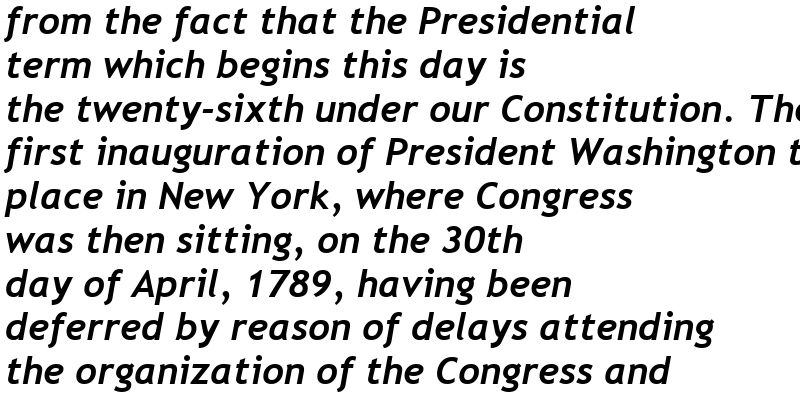 from the fact that the Presidential
term which begins this day is
the twenty-sixth under our Constitution.
first inauguration of President Washington
place in New York, where Congress
was then sitting, on the 30th
day of April, 1789, having been
deferred by reason of delays attending
the organization of the Congress and